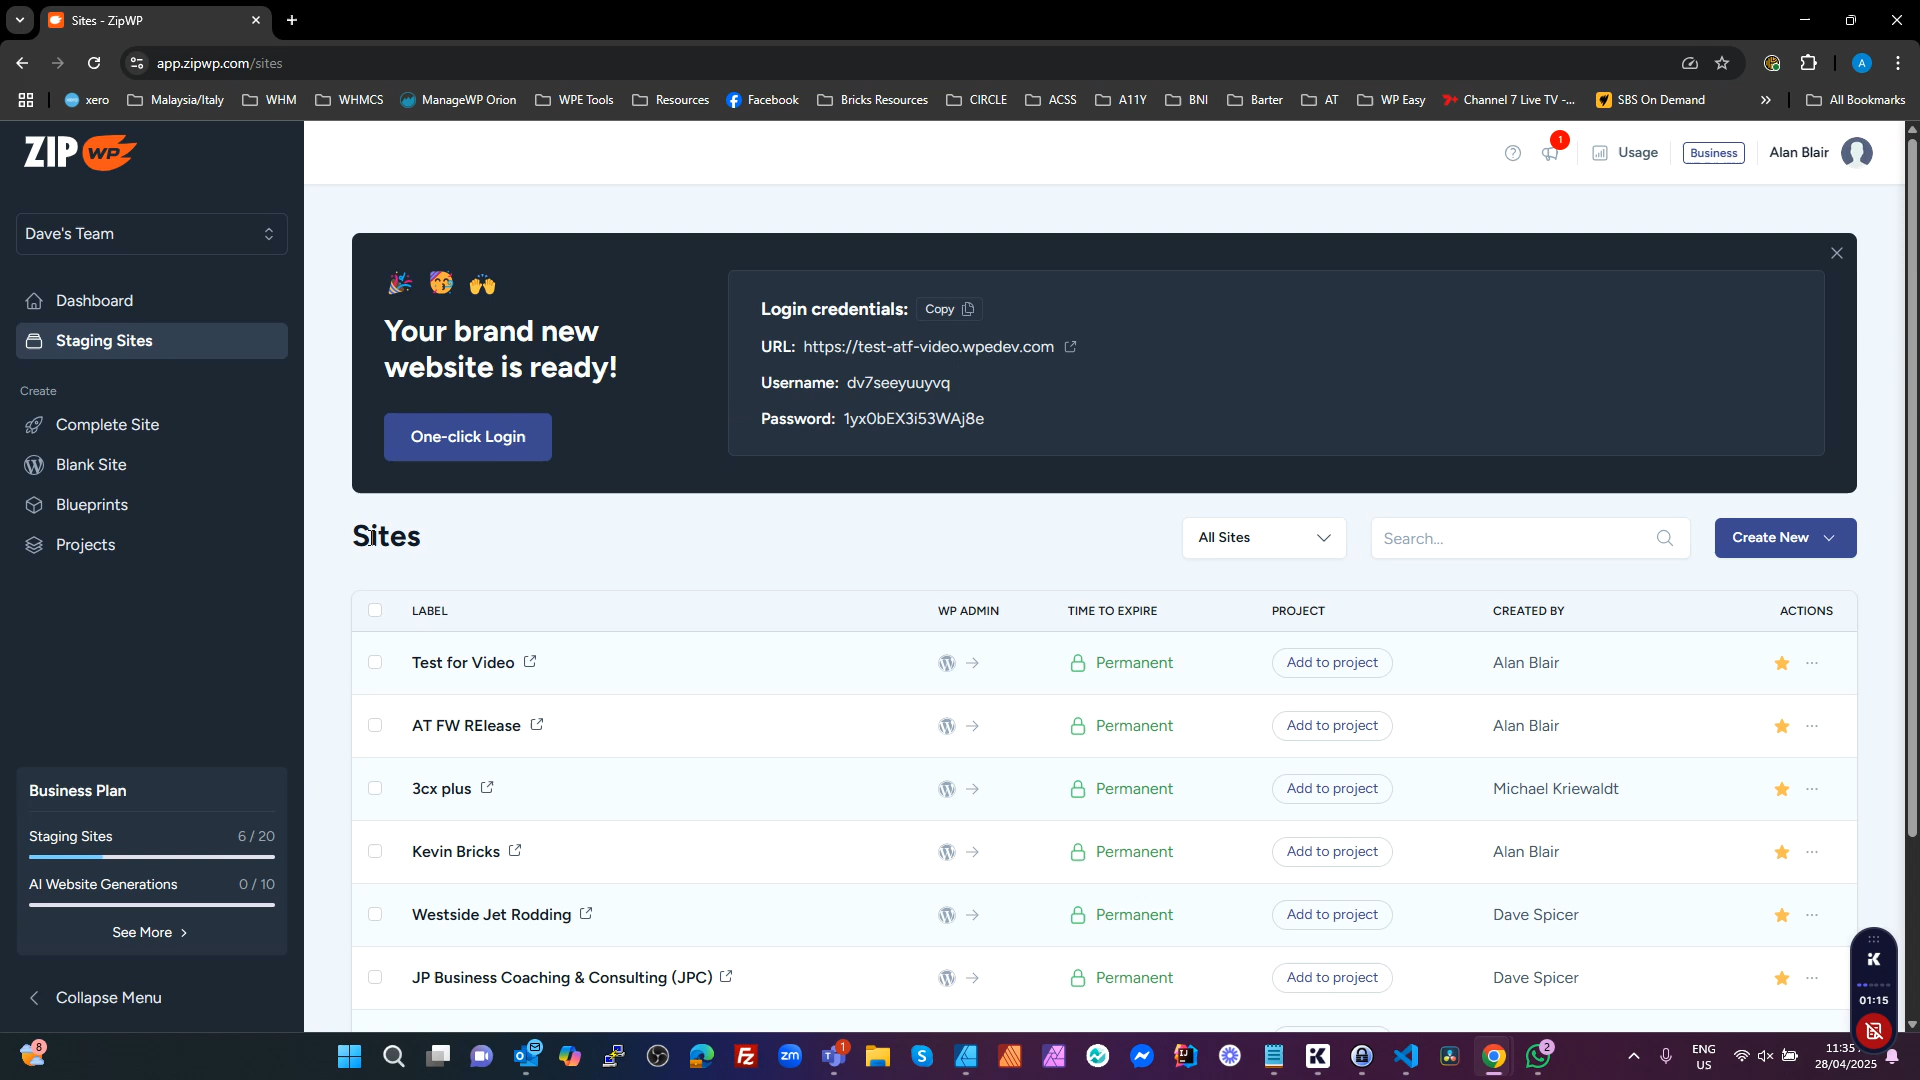 Sites - ZipWP
app.zipwp.com/sites
A
xero
Malaysia/Italy
WHM
WHMCS
ManageWP Orion
WPE Tools
Resources
Facebook
Bricks Resources
CIRCLE
ACSS
A11Y
BNI
Barter
AT
WP Easy
Channel 7 Live TV -...
SBS On Demand
All Bookmarks
ZIP WP
1
Usage
Business
Alan Blair
Dave's Team
Dashboard
Staging Sites
Create
Complete Site
Blank Site
Blueprints
Projects
Business Plan
Staging Sites 6 / 20
AI Website Generations 0 / 10
See More
Collapse Menu
Your brand new
website is ready!
One-click Login
Login credentials: Copy
URL: https://test-atf-video.wpedev.com
Username: dv7seeyuuyvq
Password: 1yx0bEX3i53WAj8e
Sites
All Sites
Search...
Create New
LABEL WP ADMIN TIME TO EXPIRE PROJECT CREATED BY ACTIONS
Test for Video Permanent Add to project Alan Blair
AT FW RElease Permanent Add to project Alan Blair
3cx plus Permanent Add to project Michael Kriewaldt
Kevin Bricks Permanent Add to project Alan Blair
Westside Jet Rodding Permanent Add to project Dave Spicer
JP Business Coaching & Consulting (JPC) Permanent Add to project Dave Spicer
01:15
8
zm
1
2
ENG
US
11:35
28/04/2025